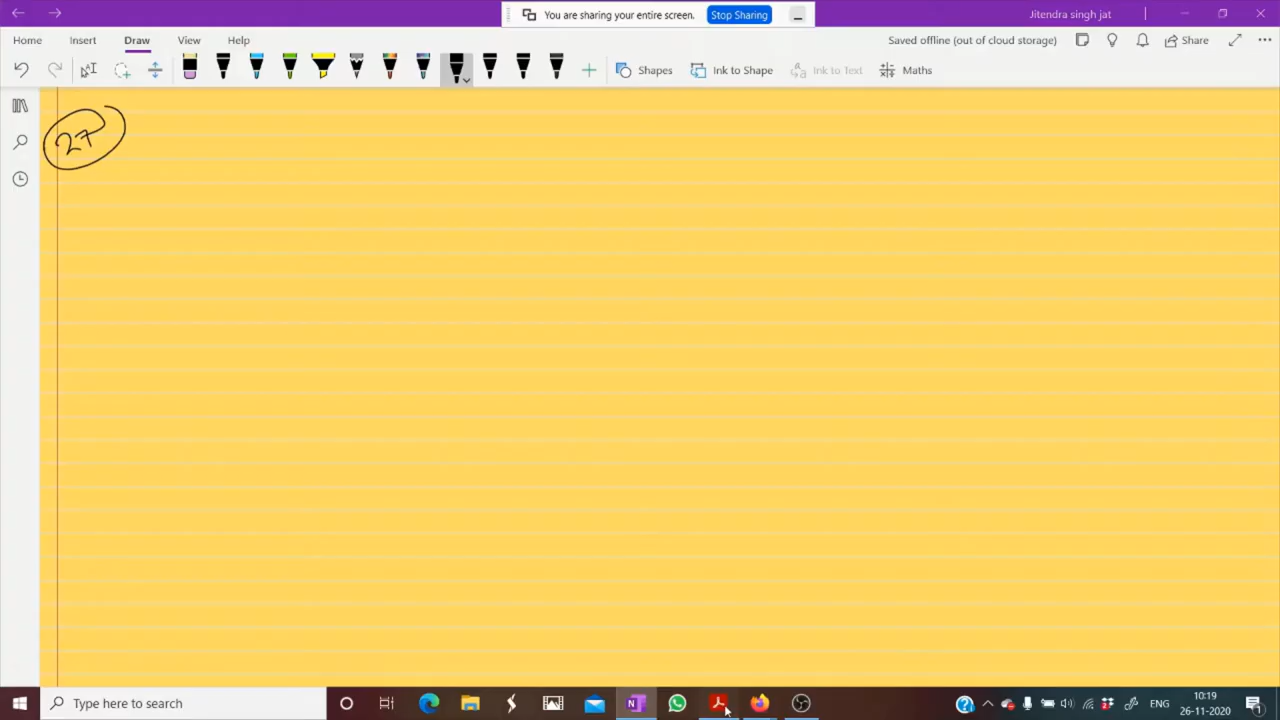 You are sharing your entire screen. Stop Sharing
Jitendra singh jat
Home Insert Draw View Help
Saved offline (out of cloud storage)
Share
Shapes
Ink to Shape
Ink to Text
Maths
27
Type here to search
ENG
10:19
26-11-2020
1